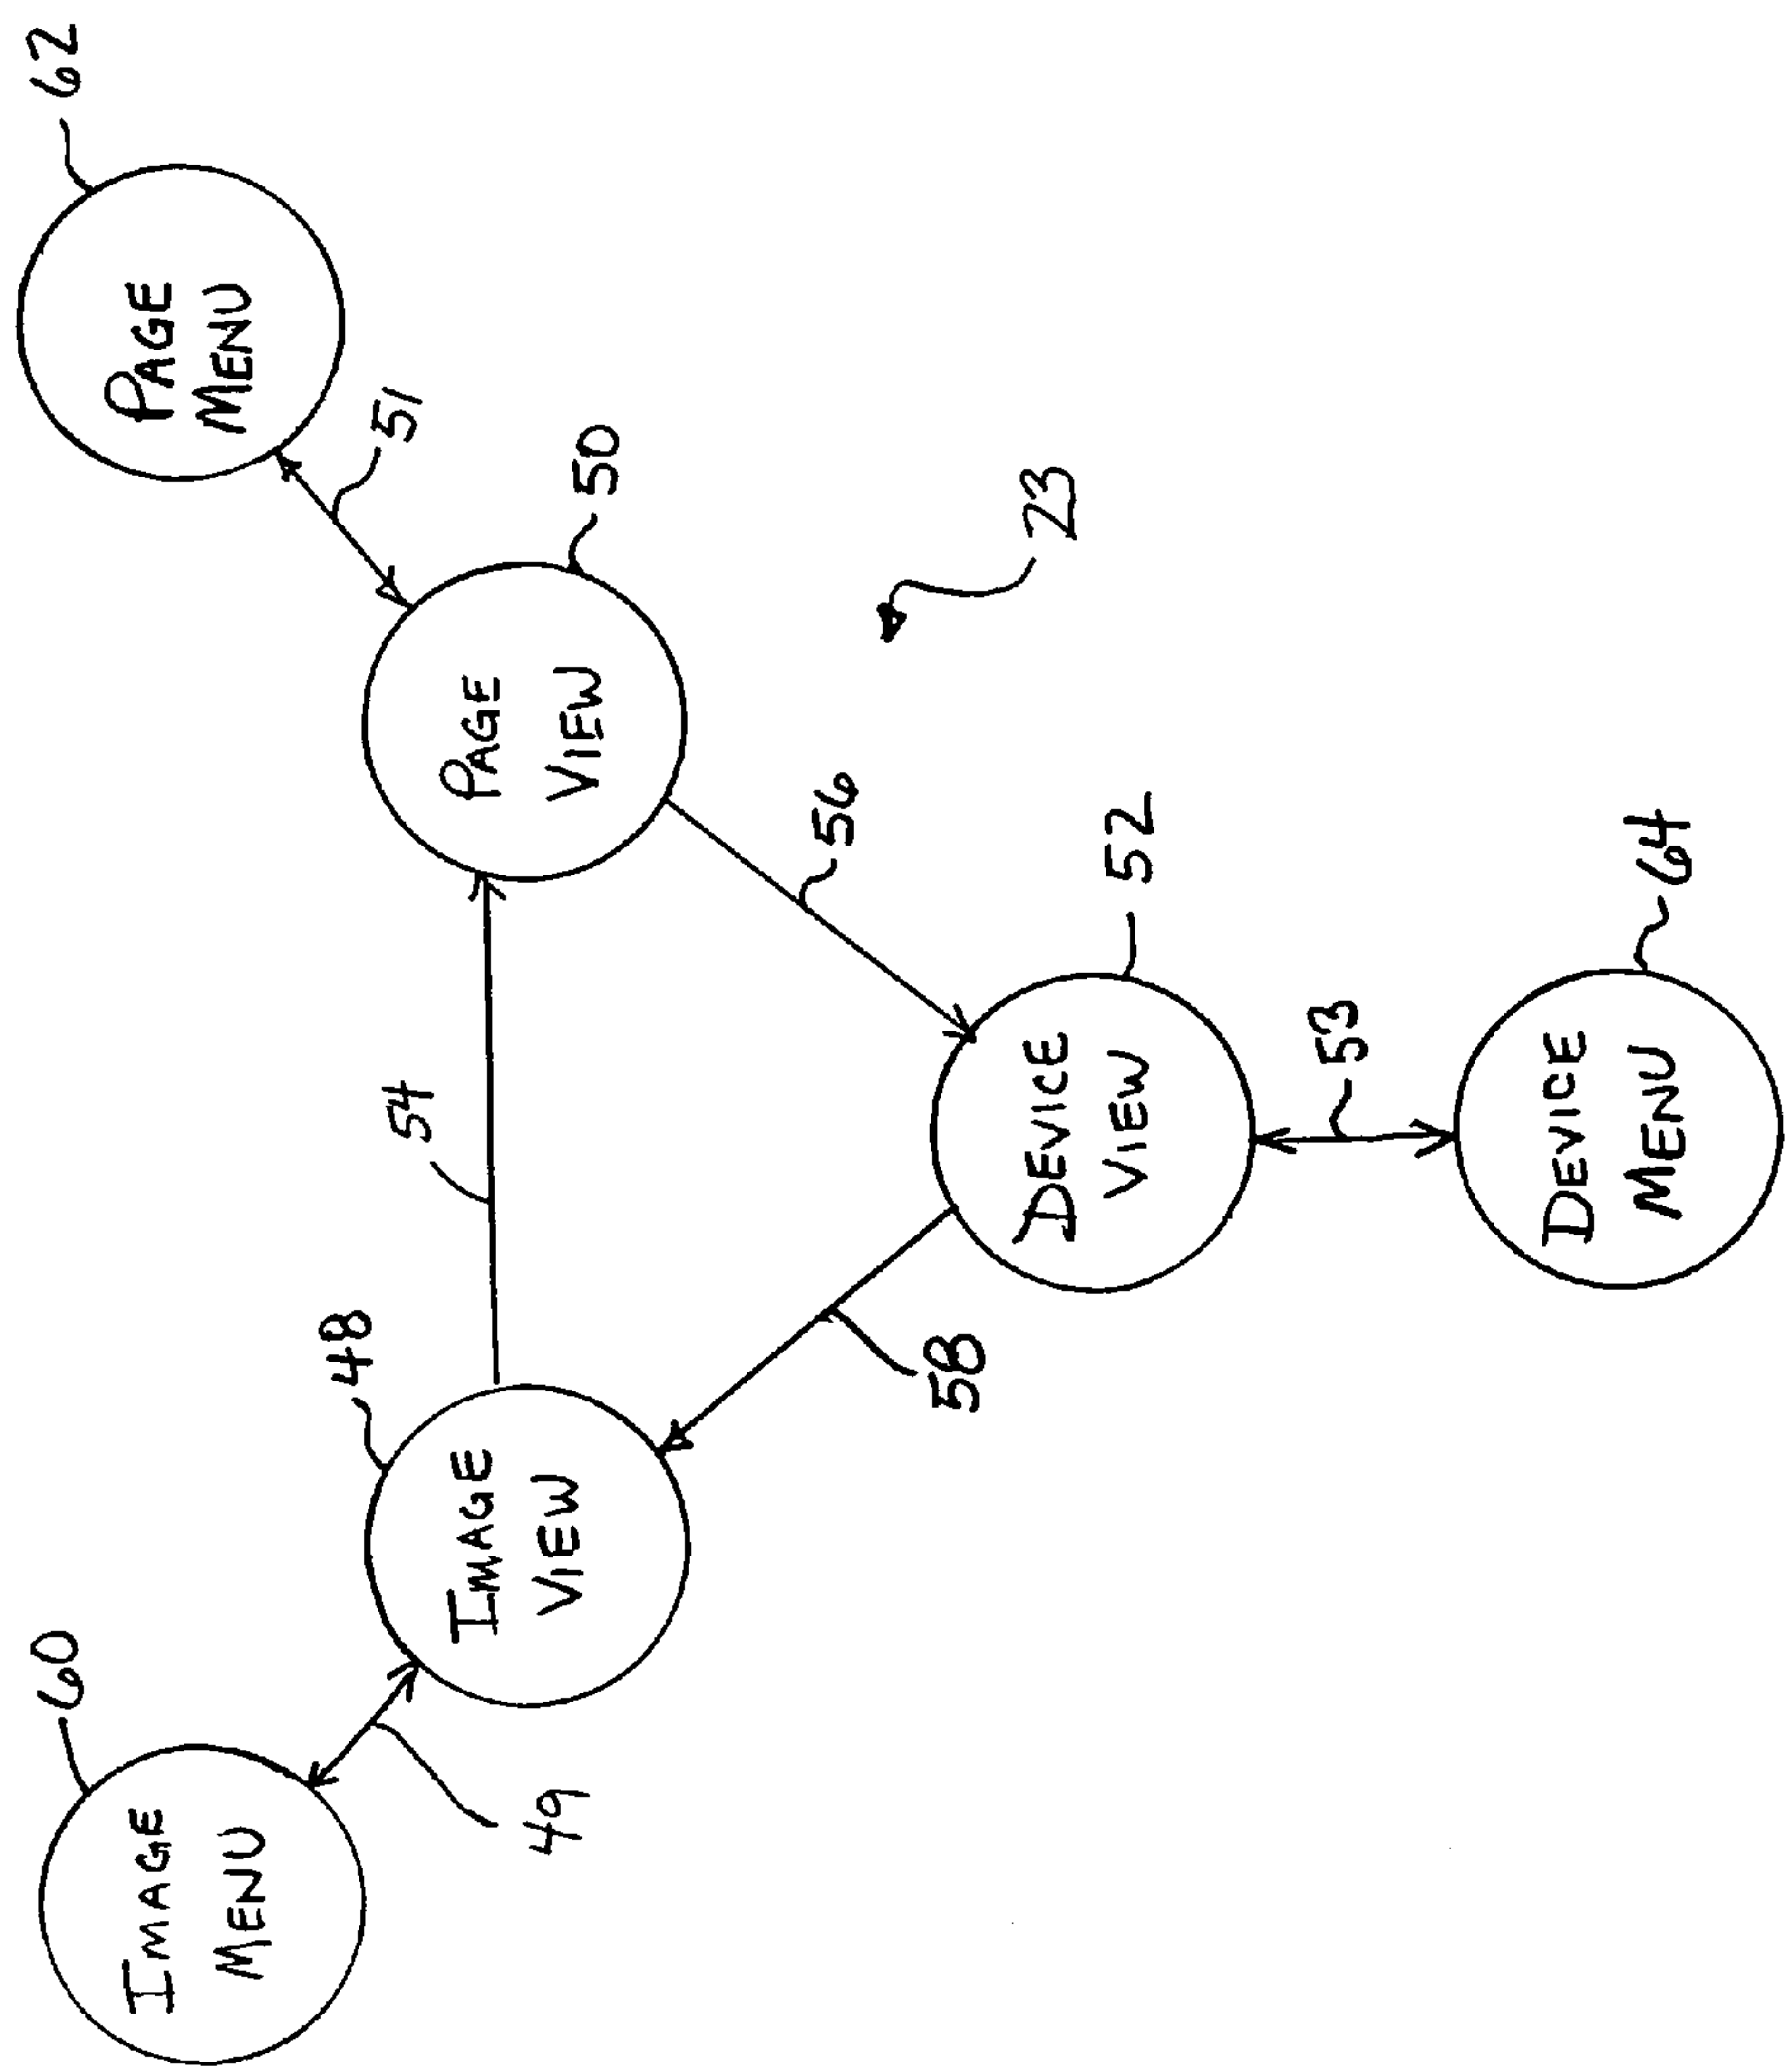 60
IMAGE
MENU
49
48
IMAGE
VIEW
54
58
PAGE
VIEW
50
51
PAGE
MENU
62
56
23
DEVICE
VIEW
52
53
DEVICE
MENU
64